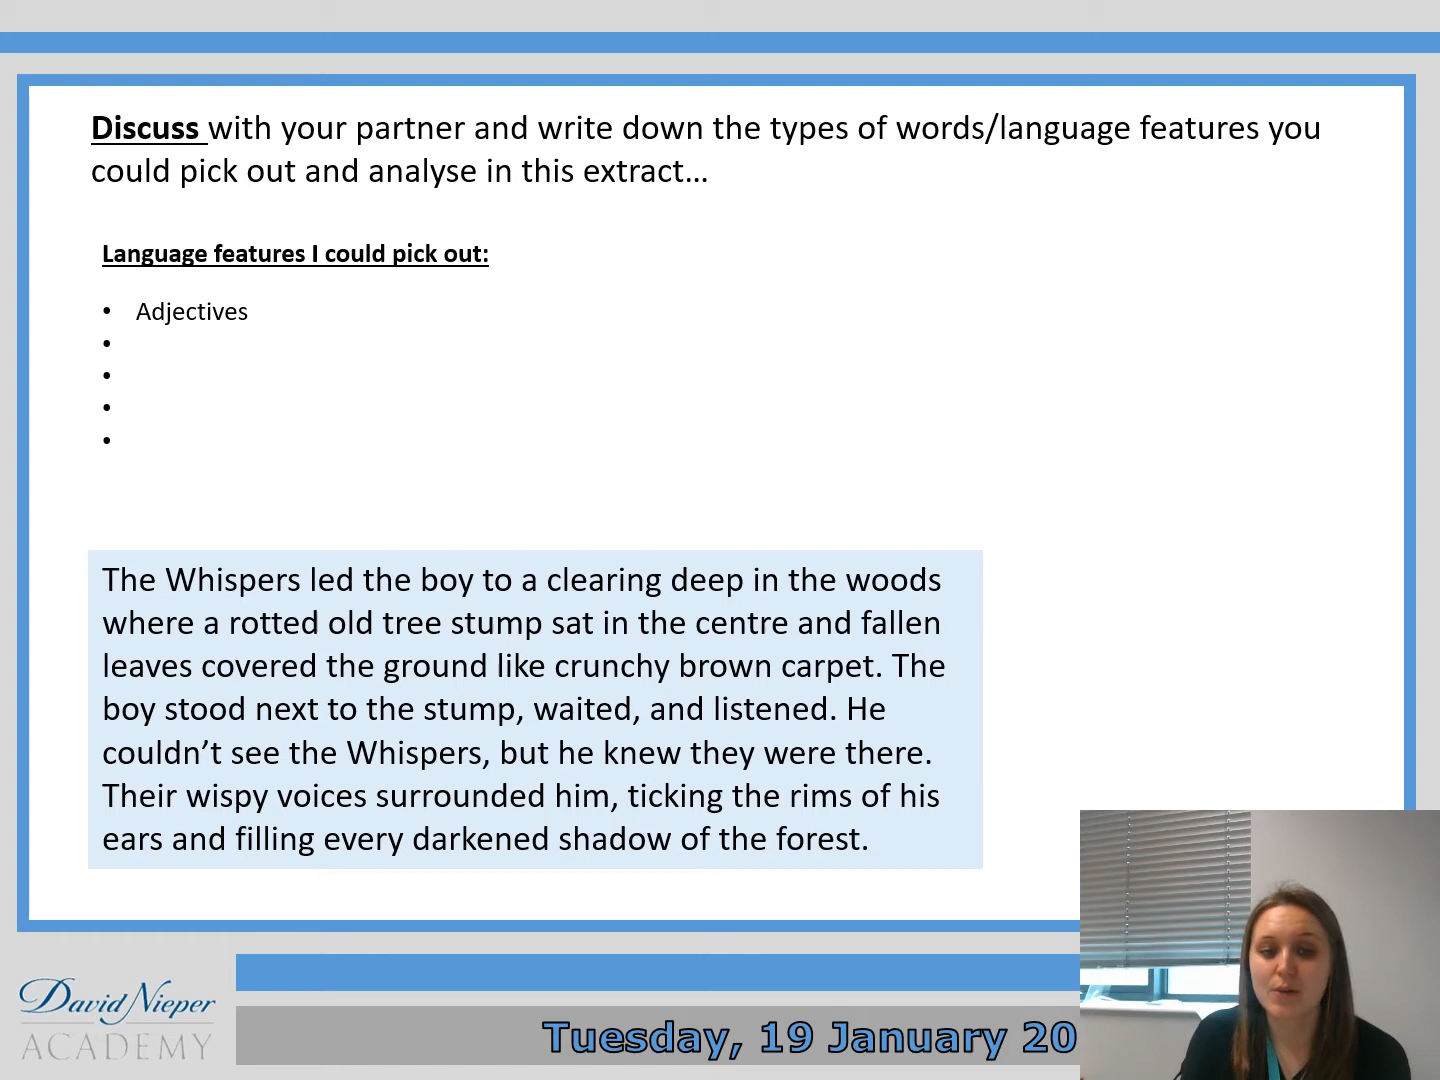 Discuss with your partner and write down the types of words/language features you
could pick out and analyse in this extract…
Language features I could pick out:
• Adjectives
•
•
•
•
The Whispers led the boy to a clearing deep in the woods
where a rotted old tree stump sat in the centre and fallen
leaves covered the ground like crunchy brown carpet. The
boy stood next to the stump, waited, and listened. He
couldn’t see the Whispers, but he knew they were there.
Their wispy voices surrounded him, ticking the rims of his
ears and filling every darkened shadow of the forest.
David Nieper
ACADEMY
Tuesday, 19 January 20